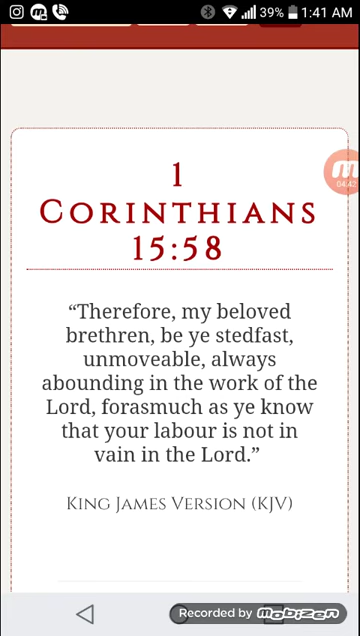 39% 1:41 AM
1
Corinthians
15:58
04:42
“Therefore, my beloved
brethren, be ye stedfast,
unmoveable, always
abounding in the work of the
Lord, forasmuch as ye know
that your labour is not in
vain in the Lord.”
King James Version (KJV)
Recorded by mobizen